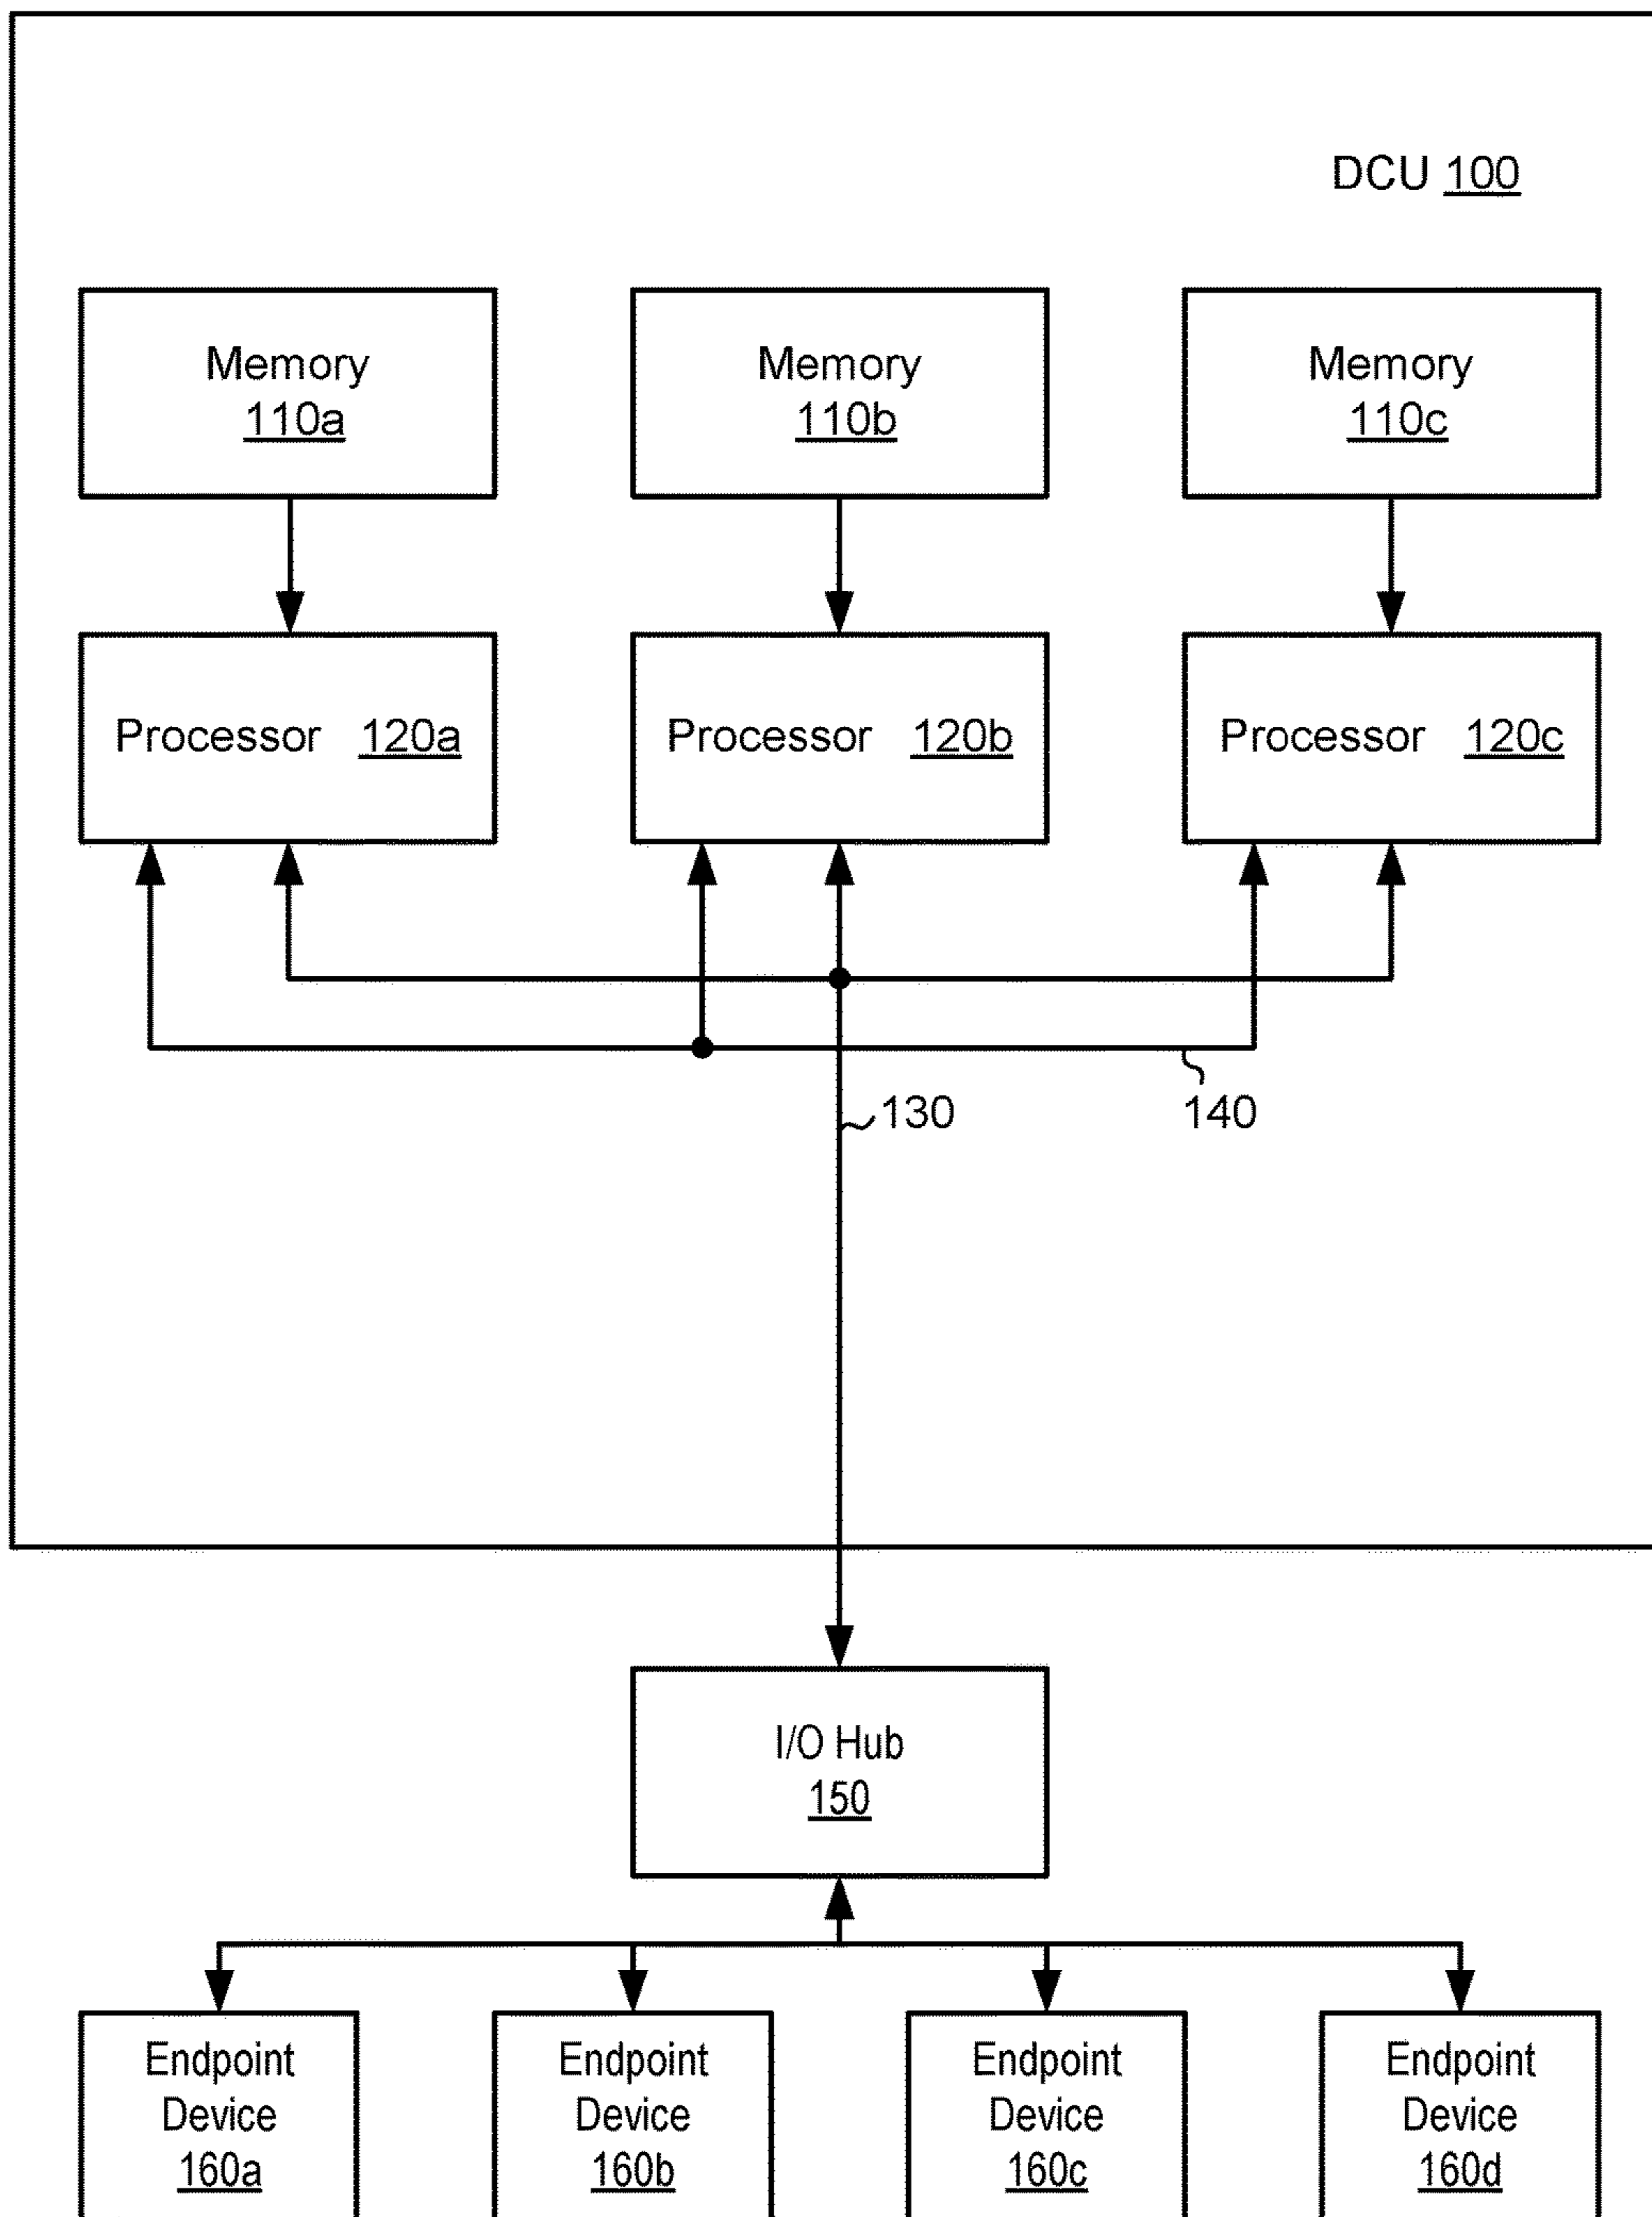 DCU 100
Memory
110a
Memory
110b
Memory
110c
Processor 120a
Processor 120b
Processor 120c
130
140
I/O Hub
150
Endpoint
Device
160a
Endpoint
Device
160b
Endpoint
Device
160c
Endpoint
Device
160d